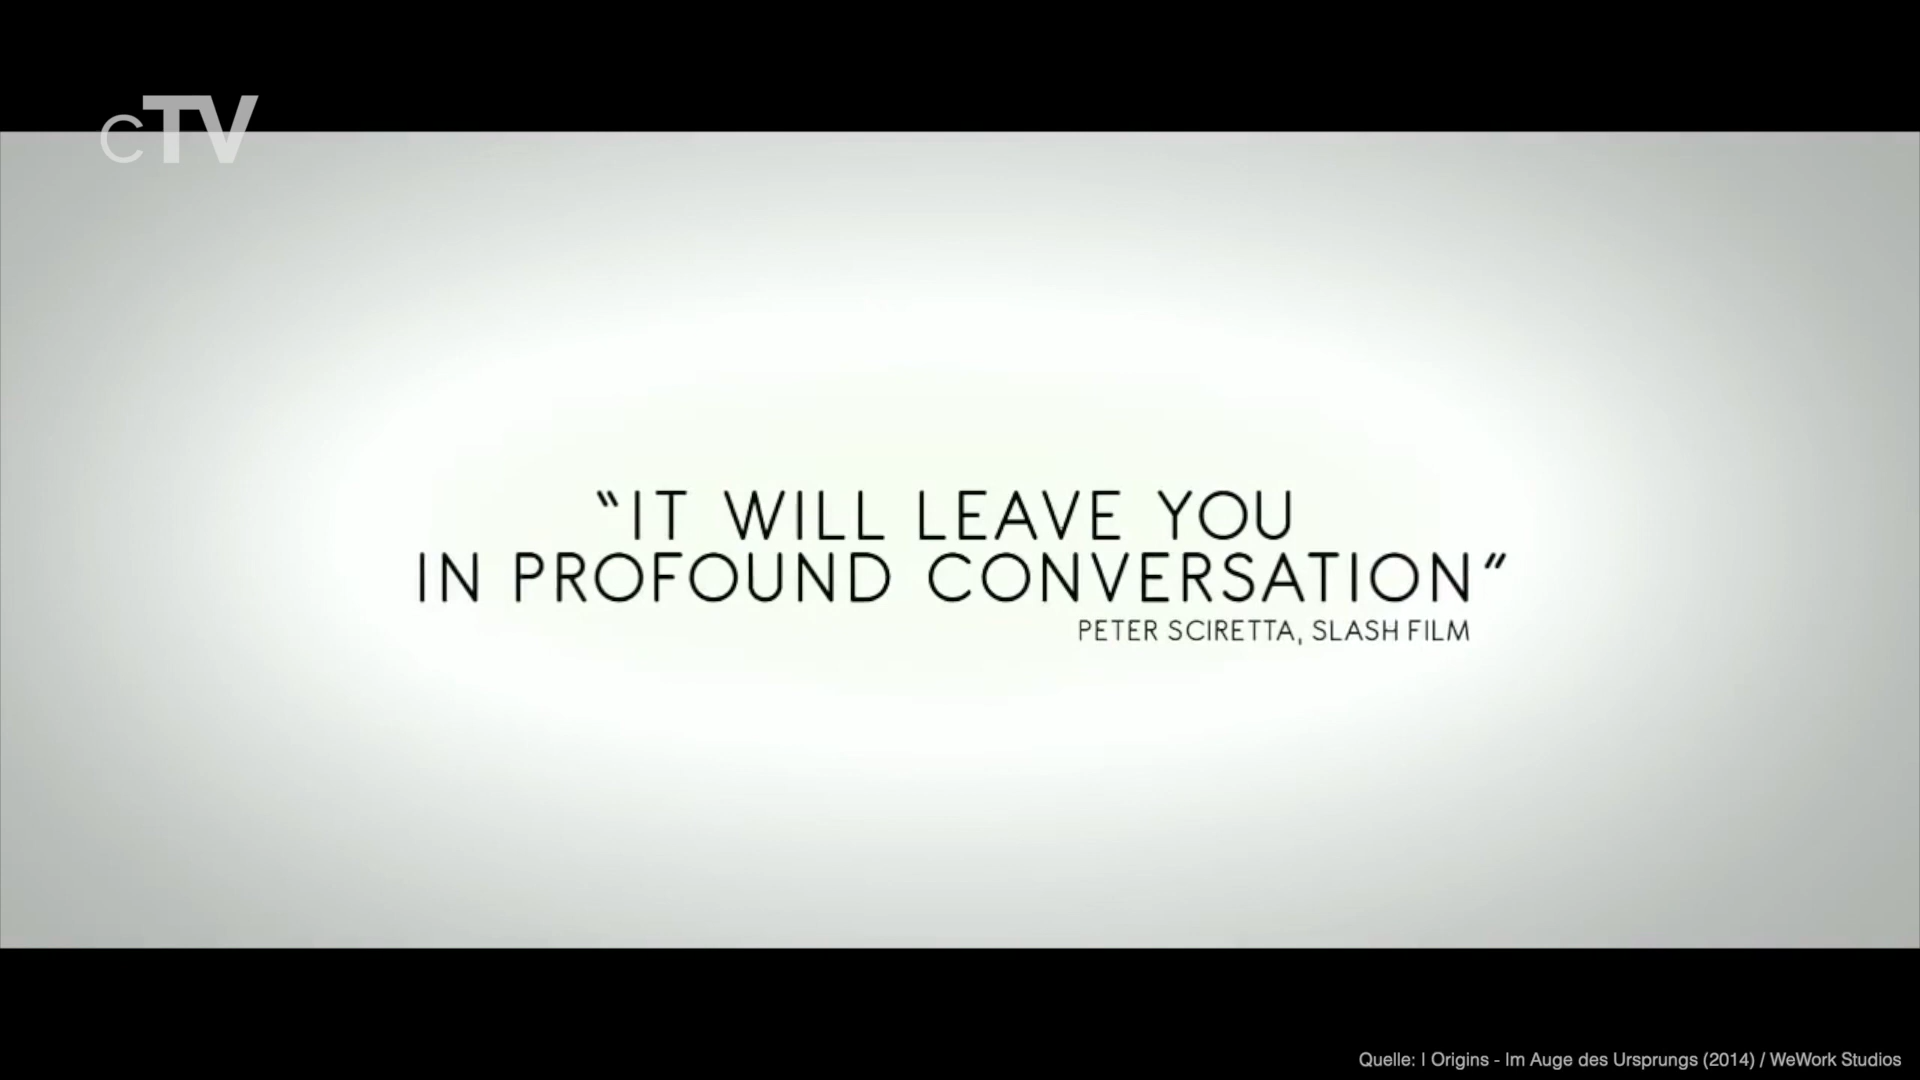 cTV
“IT WILL LEAVE YOU
IN PROFOUND CONVERSATION”
PETER SCIRETTA, SLASH FILM
Quelle: I Origins - Im Auge des Ursprungs (2014) / WeWork Studios